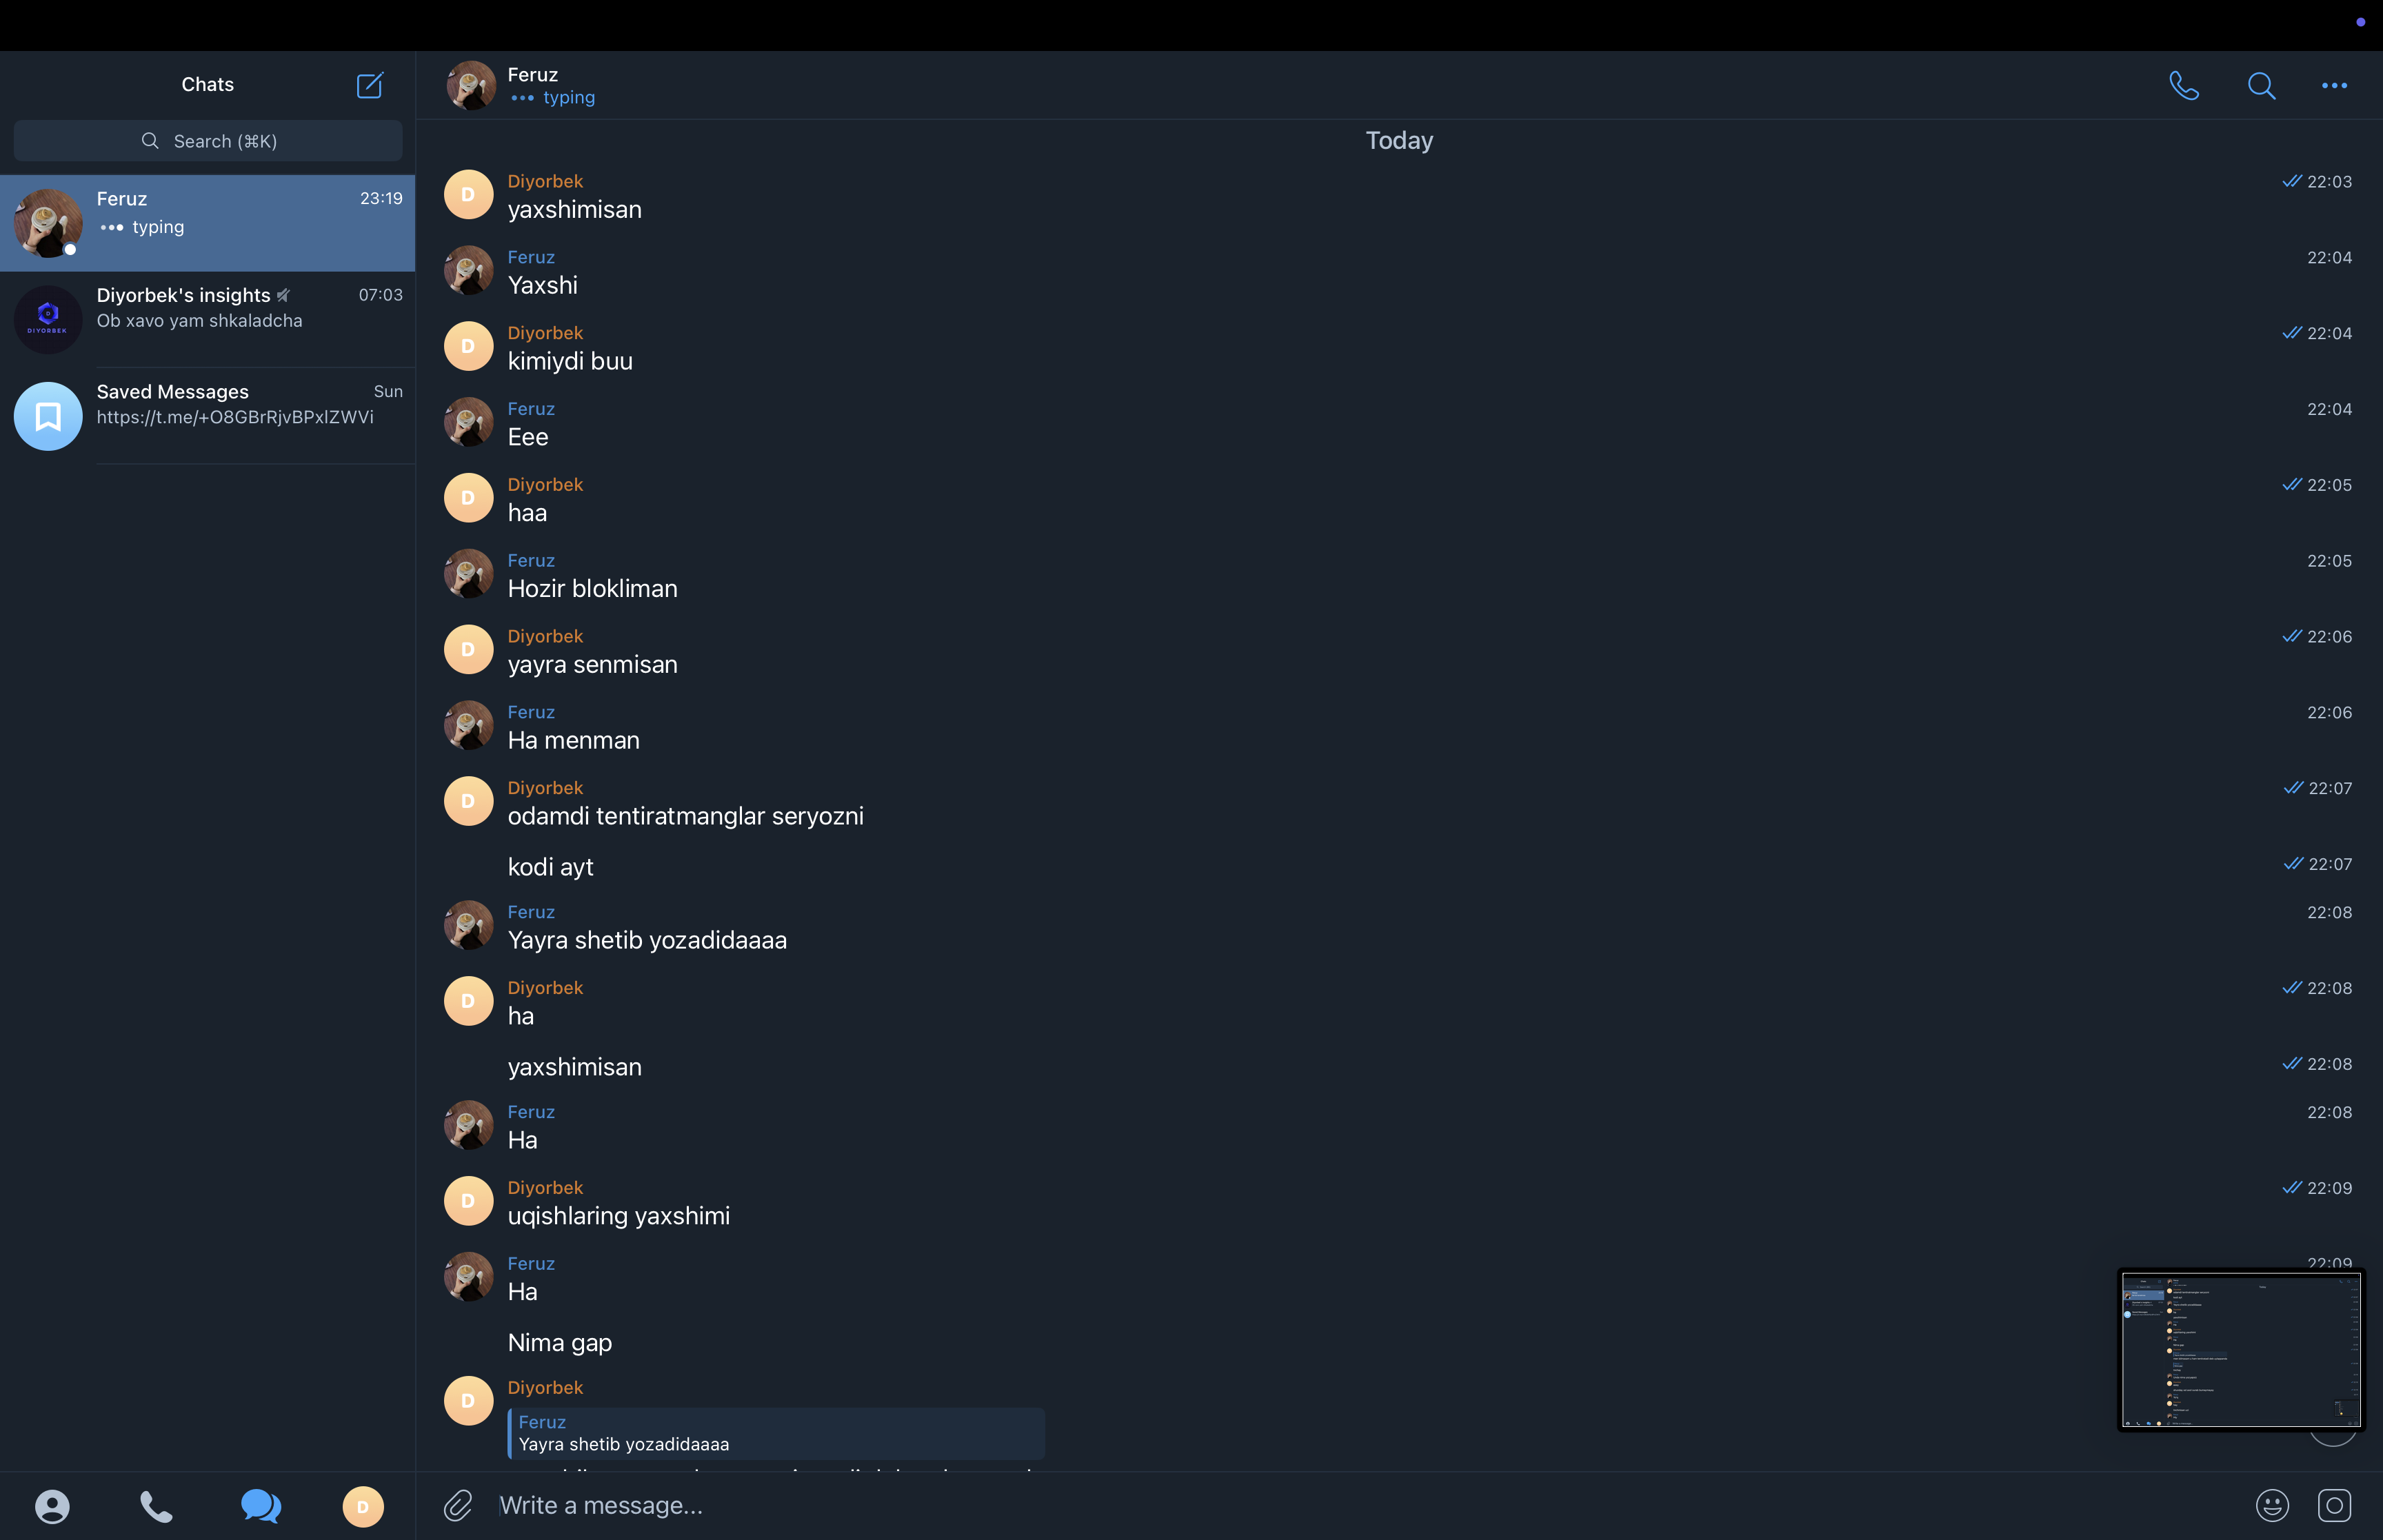 Chats
Search (⌘K)
Feruz
23:19
typing
Diyorbek's insights
07:03
DIYORBEK
Ob xavo yam shkaladcha
Saved Messages
Sun
https://t.me/+O8GBrRjvBPxlZWVi
D
Feruz
typing
Today
D
Diyorbek
22:03
yaxshimisan
Feruz
22:04
Yaxshi
D
Diyorbek
22:04
kimiydi buu
Feruz
22:04
Eee
D
Diyorbek
22:05
haa
Feruz
22:05
Hozir blokliman
D
Diyorbek
22:06
yayra senmisan
Feruz
22:06
Ha menman
D
Diyorbek
22:07
odamdi tentiratmanglar seryozni
kodi ayt
22:07
Feruz
22:08
Yayra shetib yozadidaaaa
D
Diyorbek
22:08
ha
yaxshimisan
22:08
Feruz
22:08
Ha
D
Diyorbek
22:09
uqishlaring yaxshimi
Feruz
22:09
Ha
Nima gap
D
Diyorbek
Feruz
Yayra shetib yozadidaaaa
Write a message...